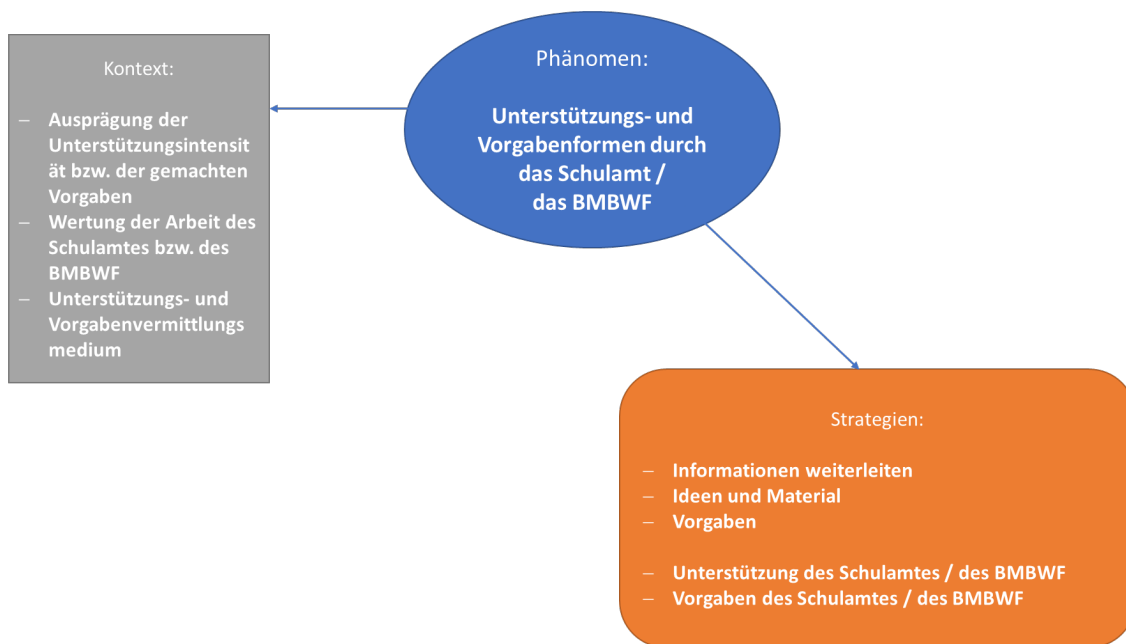 Kontext:
– Ausprägung der
Unterstützungsintensit
ät bzw. der gemachten
Vorgaben
– Wertung der Arbeit des
Schulamtes bzw. des
BMBWF
– Unterstützungs- und
Vorgabenvermittlungs
medium
Phänomen:
Unterstützungs- und
Vorgabenformen durch
das Schulamt /
das BMBWF
Strategien:
– Informationen weiterleiten
– Ideen und Material
– Vorgaben
– Unterstützung des Schulamtes / des BMBWF
– Vorgaben des Schulamtes / des BMBWF